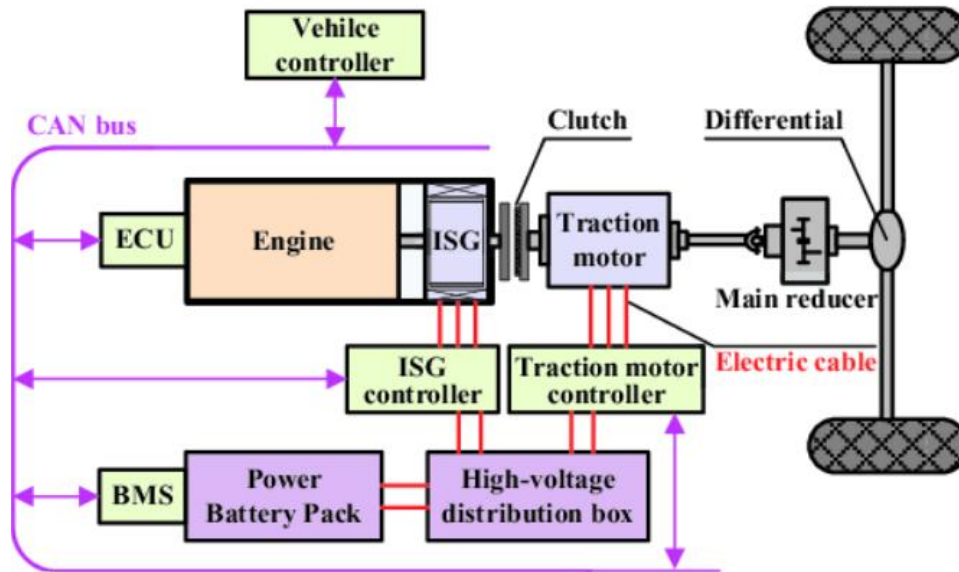 Vehilce
controller
CAN bus
Clutch
Differential
ECU
Engine
ISG
Traction
motor
Main reducer
Electric cable
ISG
controller
Traction motor
controller
BMS
Power
Battery Pack
High-voltage
distribution box